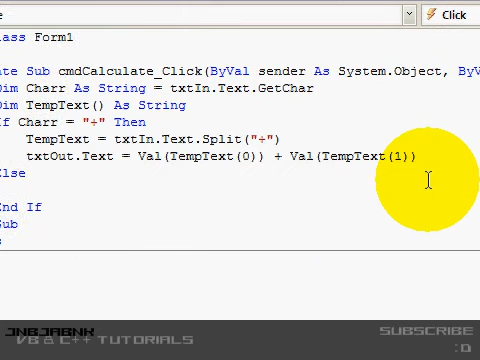 e
Click
ass Form1
ate Sub cmdCalculate_Click(ByVal sender As System.Object, ByV
Dim Charr As String = txtIn.Text.GetChar
Dim TempText() As String
If Charr = "+" Then
TempText = txtIn.Text.Split("+")
txtOut.Text = Val(TempText(0)) + Val(TempText(1))
Else
End If
Sub
s
JNBJABNK
VB & C++ TUTORIALS
SUBSCRIBE
:D